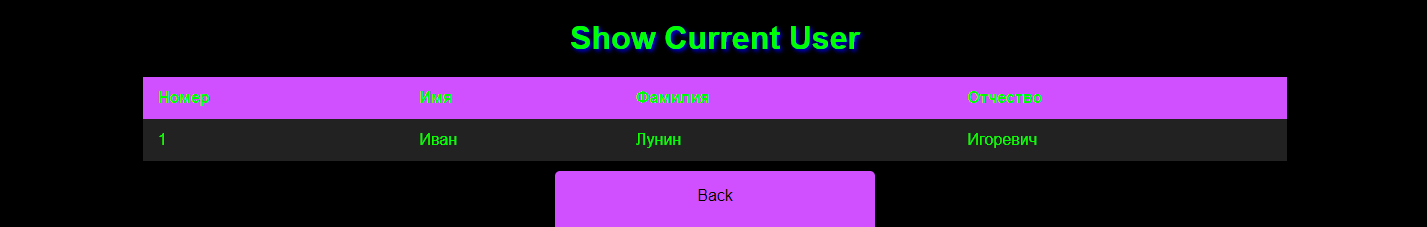 Show Current User
Номер Имя Фамилия Отчество
1 Иван Лунин Игоревич
Back